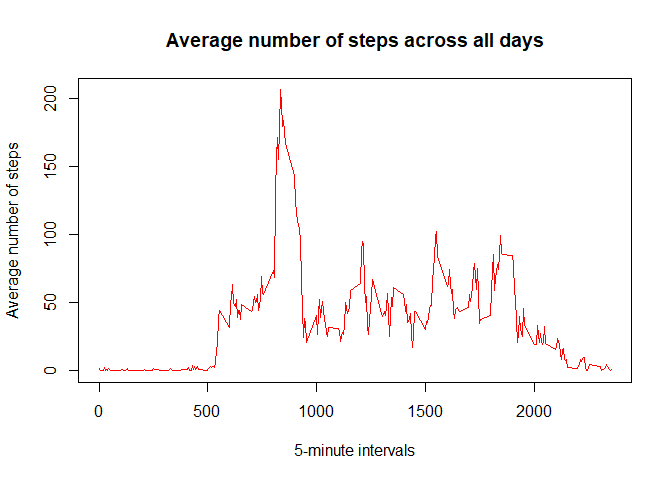 Average number of steps across all days
Average number of steps
200
150
100
50
0
0 500 1000 1500 2000
5-minute intervals